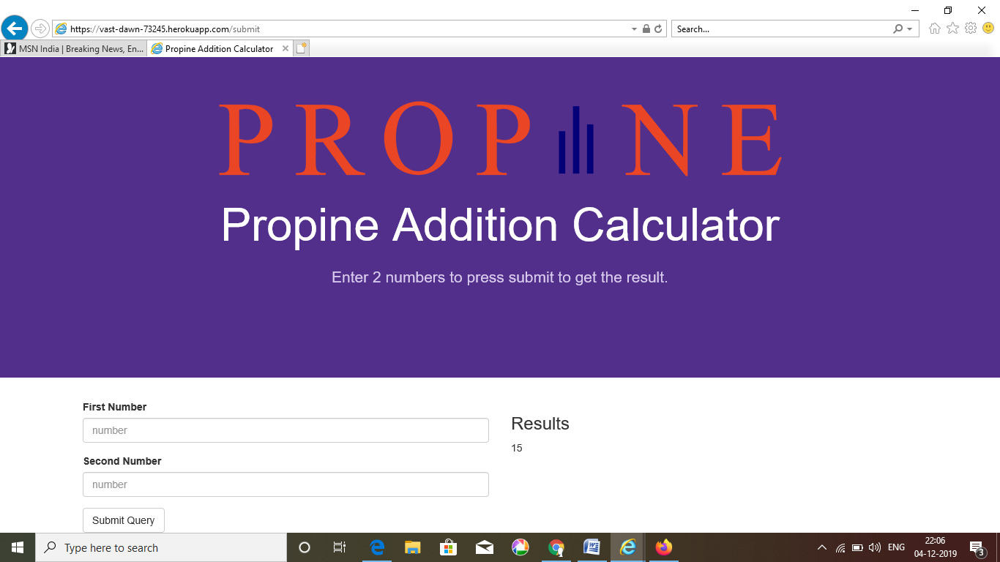 https://vast-dawn-73245.herokuapp.com/submit
Search...
MSN India | Breaking News, En...
Propine Addition Calculator
PROPINE
Propine Addition Calculator
Enter 2 numbers to press submit to get the result.
First Number
number
Results
15
Second Number
number
Submit Query
Type here to search
ENG
22:06
04-12-2019
3